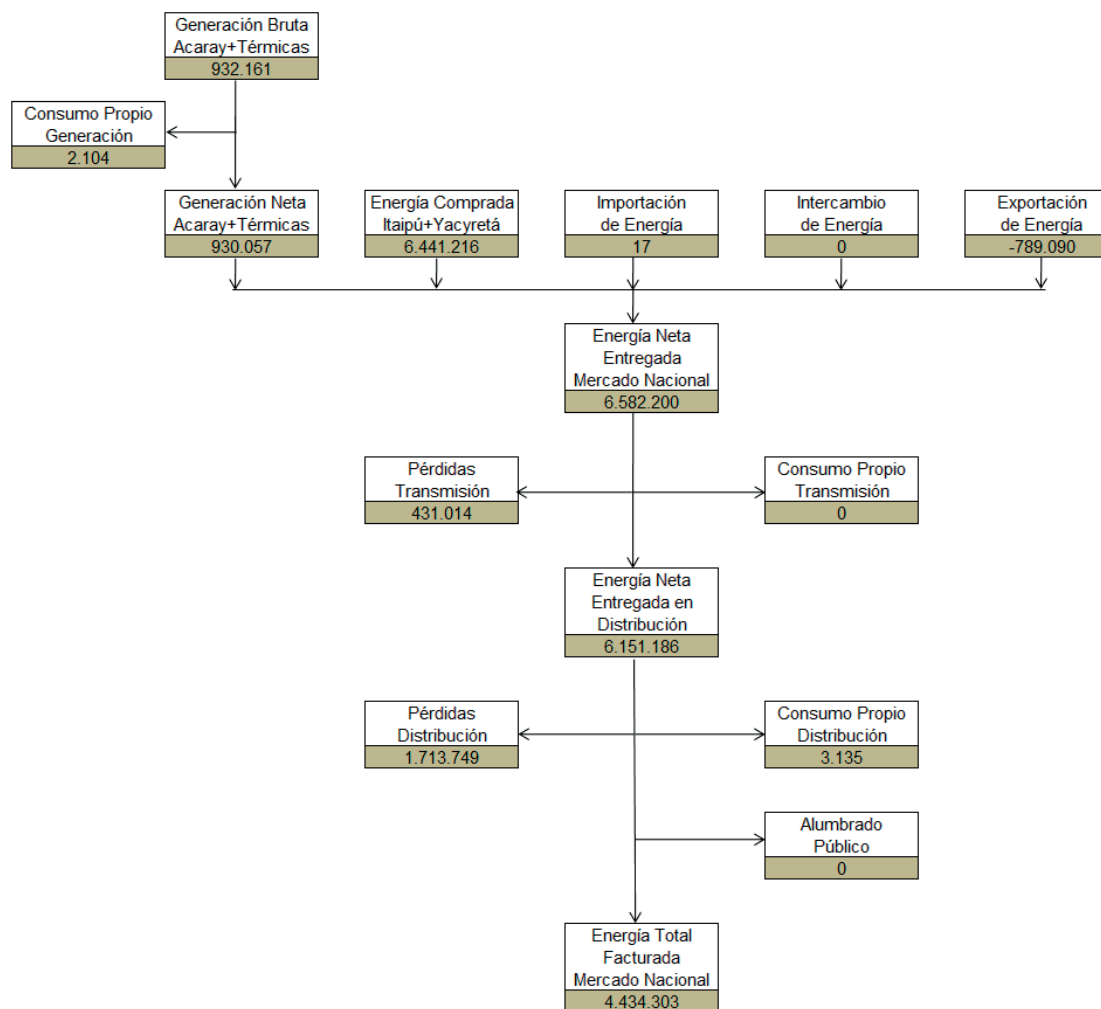 Generación Bruta
Acaray+Térmicas
932.161
Consumo Propio
Generación
2.104
Generación Neta
Acaray+Térmicas
930.057
Energía Comprada
Itaipú+Yacyretá
6.441.216
Importación
de Energía
17
Intercambio
de Energía
0
Exportación
de Energía
-789.090
Energía Neta
Entregada
Mercado Nacional
6.582.200
Pérdidas
Transmisión
431.014
Consumo Propio
Transmisión
0
Energía Neta
Entregada en
Distribución
6.151.186
Pérdidas
Distribución
1.713.749
Consumo Propio
Distribución
3.135
Alumbrado
Público
0
Energía Total
Facturada
Mercado Nacional
4.434.303